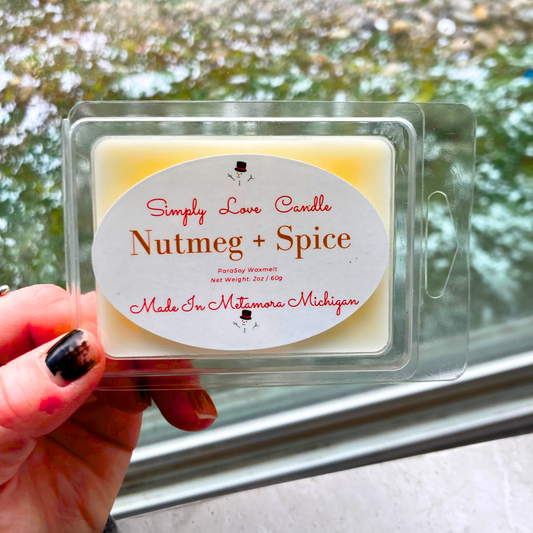 Simply Love Candle
Nutmeg + Spice
ParaSoy Waxmelt
Net Weight: 2oz / 60g
Made In Metamora Michigan